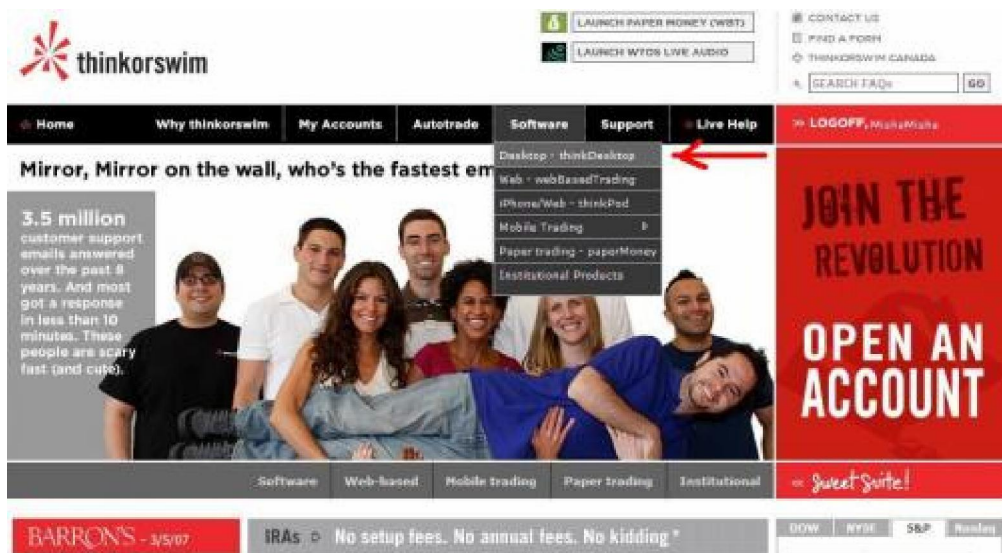 LAUNCH PAPER MONEY (WBT)
LAUNCH WTOS LIVE AUDIO
CONTACT US
FIND A FORM
THINKORSWIM CANADA
SEARCH FAQs
GO
thinkorswim
Home
Why thinkorswim
My Accounts
Autotrade
Software
Support
Live Help
>> LOGOFF, MishaMisha
Desktop - thinkDesktop
Web - webBasedTrading
iPhone/Web - thinkPod
Mobile Trading
Paper trading - paperMoney
Institutional Products
Mirror, Mirror on the wall, who's the fastest em
3.5 million
customer support
emails answered
over the past 8
years. And most
got a response
in less than 10
minutes. These
people are scary
fast (and cute).
JOIN THE
REVOLUTION
OPEN AN
ACCOUNT
Software
Web-based
Mobile trading
Paper trading
Institutional
Sweet Suite!
BARRON'S - 3/5/07
IRAs
No setup fees. No annual fees. No kidding*
DOW
NYSE
S&P
Nasdaq